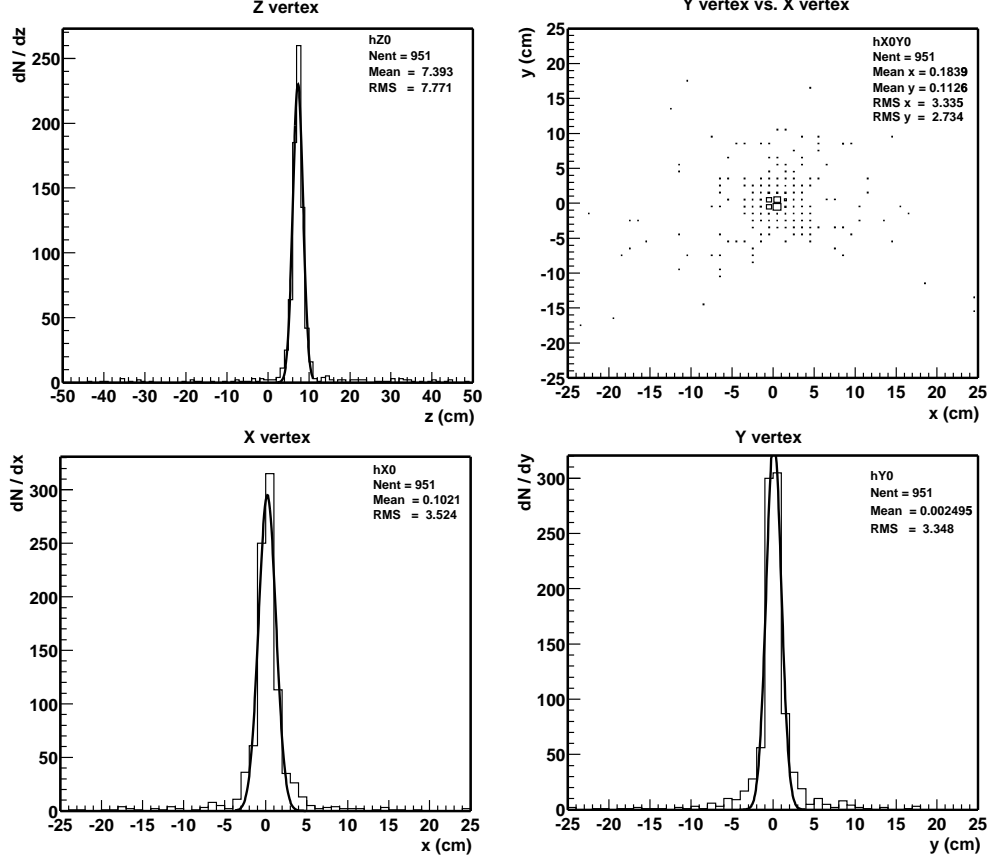 Z vertex
dN / dz
hZ0
Nent = 951
Mean = 7.393
RMS = 7.771
250
200
150
100
50
0
-50 -40 -30 -20 -10 0 10 20 30 40 50
z (cm)
Y vertex vs. X vertex
y (cm)
hX0Y0
Nent = 951
Mean x = 0.1839
Mean y = 0.1126
RMS x = 3.335
RMS y = 2.734
25
20
15
10
5
0
-5
-10
-15
-20
-25
-25 -20 -15 -10 -5 0 5 10 15 20 25
x (cm)
X vertex
dN / dx
hX0
Nent = 951
Mean = 0.1021
RMS = 3.524
300
250
200
150
100
50
0
-25 -20 -15 -10 -5 0 5 10 15 20 25
x (cm)
Y vertex
dN / dy
hY0
Nent = 951
Mean = 0.002495
RMS = 3.348
300
250
200
150
100
50
0
-25 -20 -15 -10 -5 0 5 10 15 20 25
y (cm)